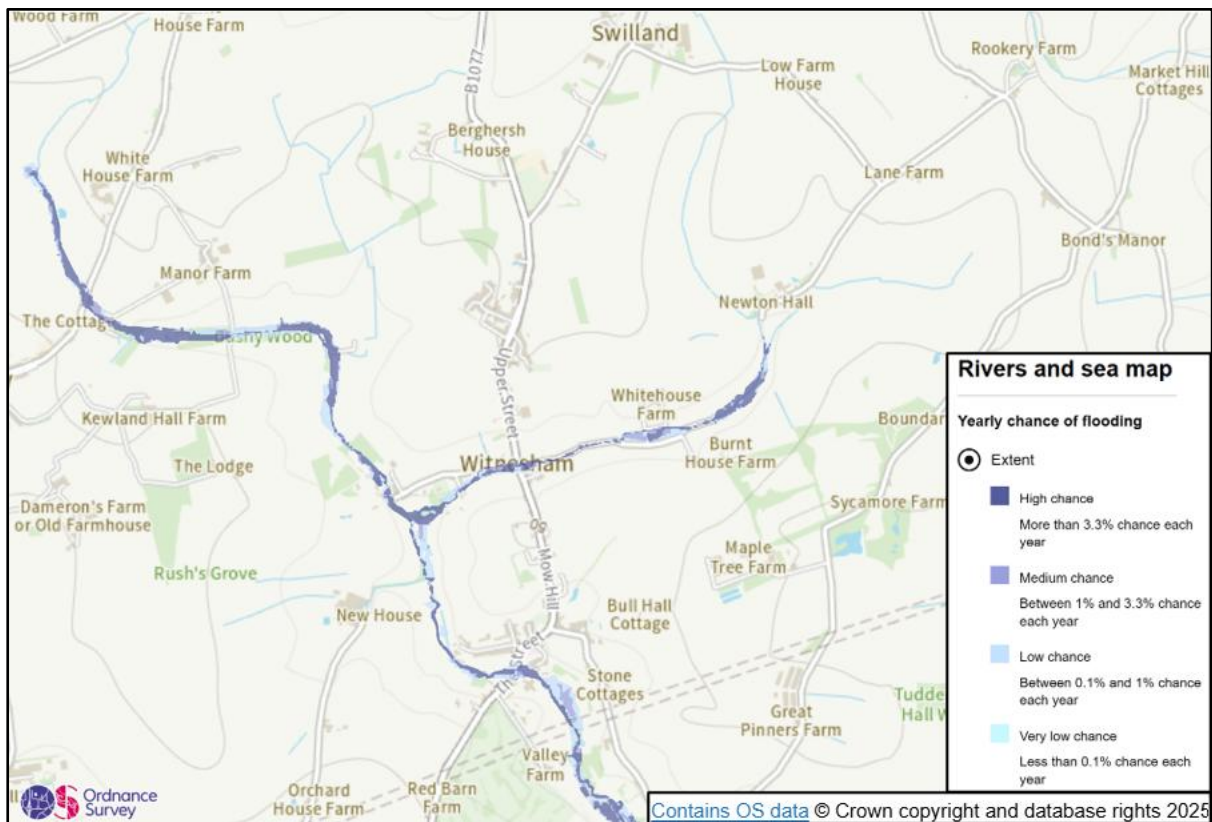 Wood Farm
House Farm
B1077
Swilland
Low Farm
House
Rookery Farm
Market Hill
Cottages
Berghersh
House
White
House Farm
Lane Farm
Bond's Manor
Manor Farm
Newton Hall
The Cottag
Bushy Wood
Upper Street
Kewland Hall Farm
Whitehouse
Farm
Boundar
Burnt
House Farm
Witnesham
The Lodge
Dameron's Farm
or Old Farmhouse
Sycamore Farm
Mow Hill
Maple
Tree Farm
Rush's Grove
New House
Bull Hall
Cottage
The Street
Stone
Cottages
Great
Pinners Farm
Tudde
Hall W
Valley
Farm
Orchard
House Farm
Red Barn
Farm
Rivers and sea map
Yearly chance of flooding
Extent
High chance
More than 3.3% chance each
year
Medium chance
Between 1% and 3.3% chance
each year
Low chance
Between 0.1% and 1% chance
each year
Very low chance
Less than 0.1% chance each
year
Ordnance
Survey
Contains OS data © Crown copyright and database rights 2025